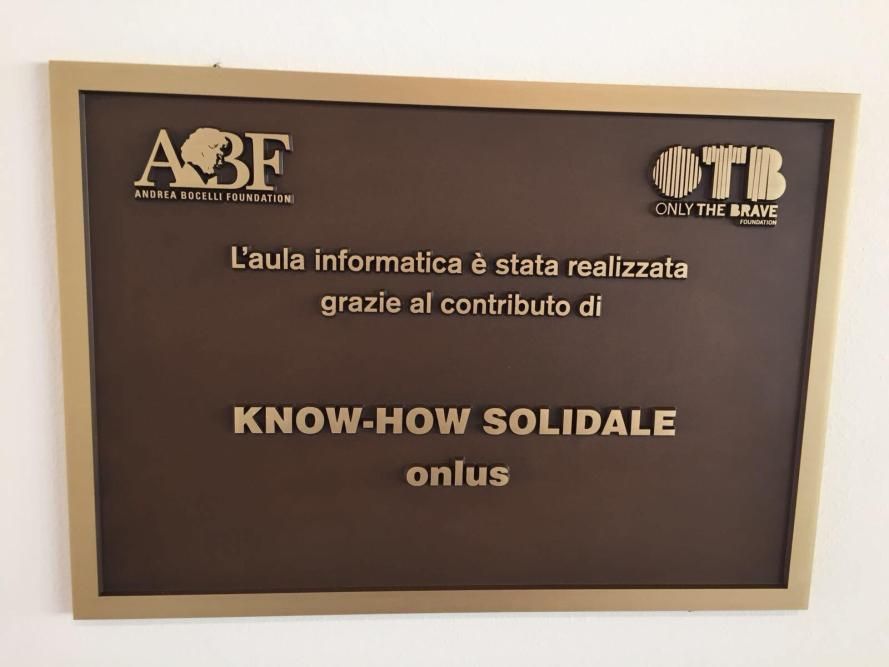 ABF
ANDREA BOCELLI FOUNDATION
OTB
ONLY THE BRAVE
FOUNDATION
L'aula informatica è stata realizzata
grazie al contributo di
KNOW-HOW SOLIDALE
onlus